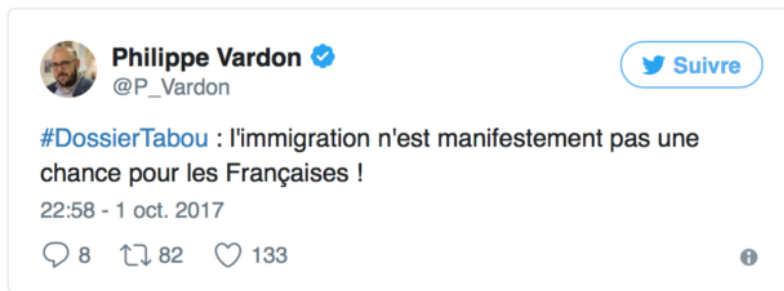 Philippe Vardon
@P_Vardon
Suivre
#DossierTabou : l'immigration n'est manifestement pas une
chance pour les Françaises !
22:58 - 1 oct. 2017
8 82 133